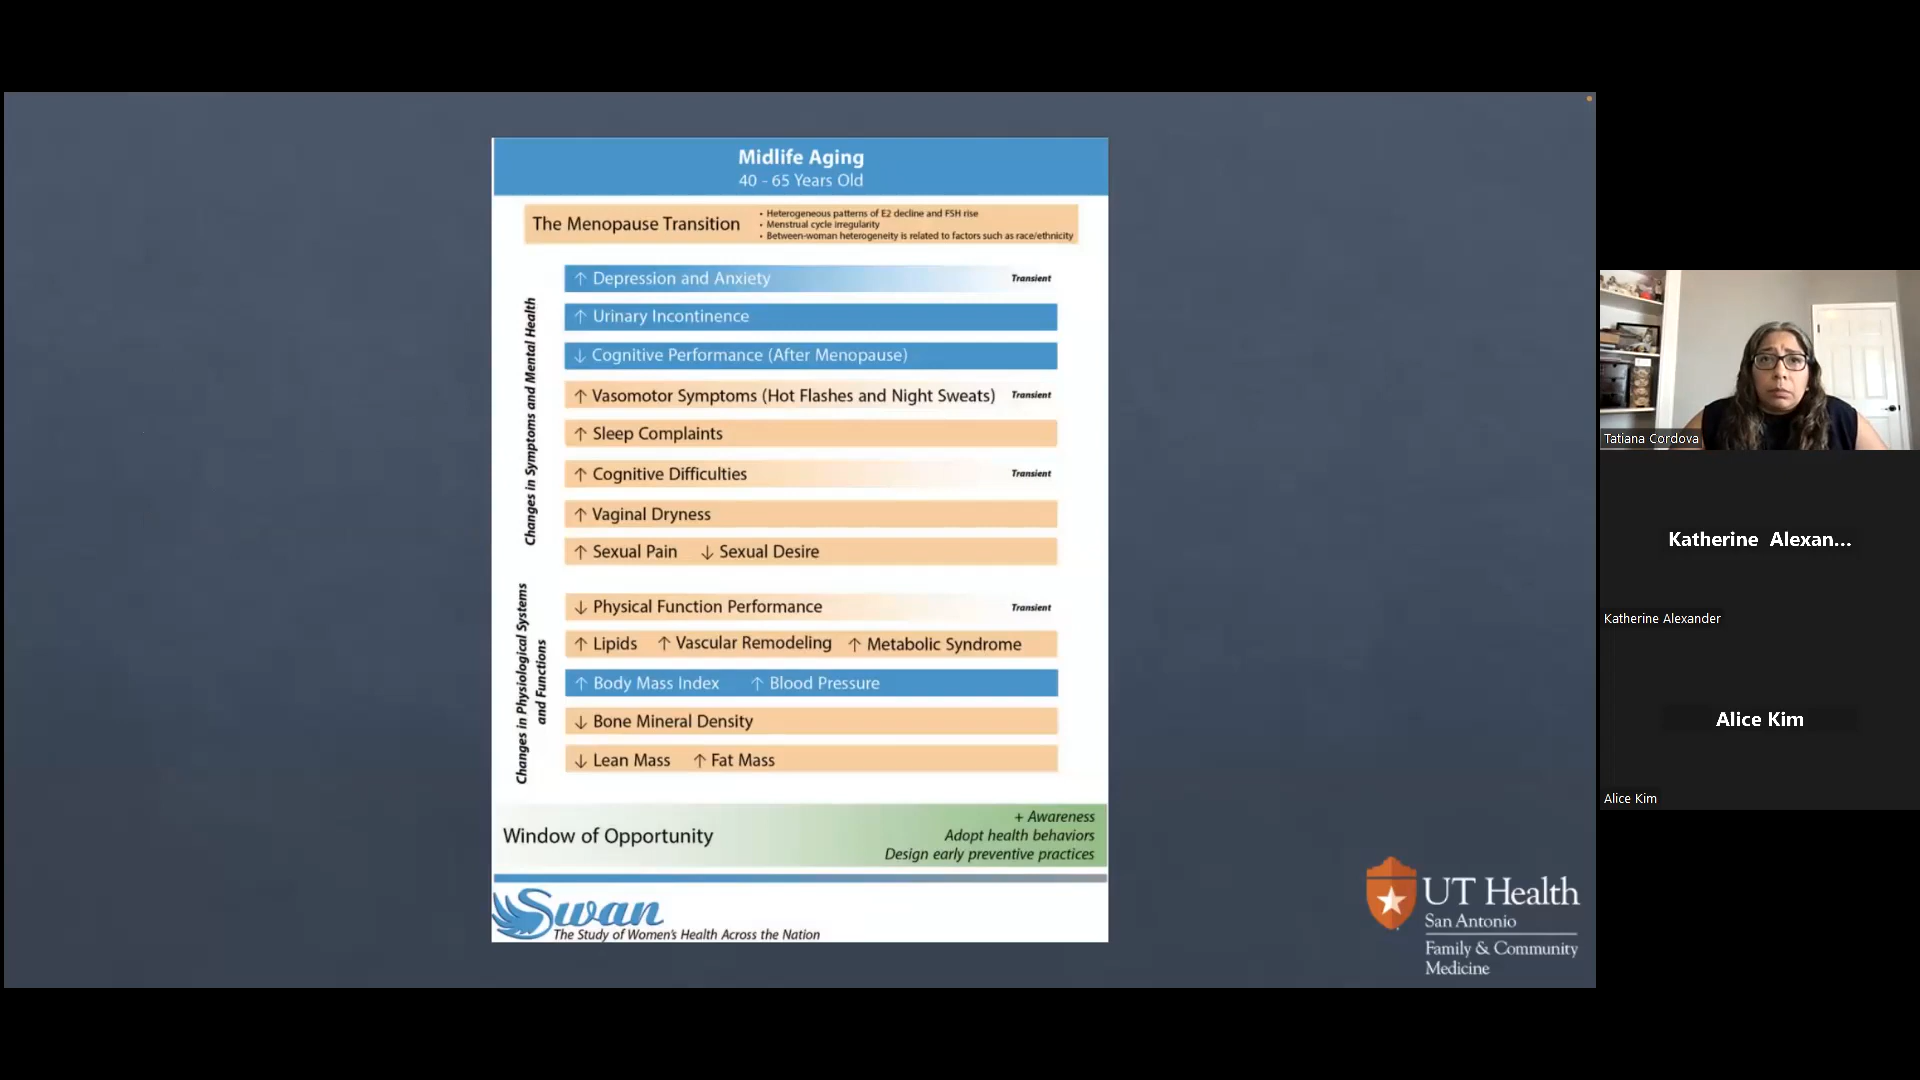 Midlife Aging
40 - 65 Years Old
The Menopause Transition
• Heterogeneous patterns of E2 decline and FSH rise
• Menstrual cycle irregularity
• Between-woman heterogeneity is related to factors such as race/ethnicity
Changes in Symptoms and Mental Health
↑ Depression and Anxiety Transient
↑ Urinary Incontinence
↓ Cognitive Performance (After Menopause)
↑ Vasomotor Symptoms (Hot Flashes and Night Sweats) Transient
↑ Sleep Complaints
↑ Cognitive Difficulties Transient
↑ Vaginal Dryness
↑ Sexual Pain ↓ Sexual Desire
Changes in Physiological Systems
and Functions
↓ Physical Function Performance Transient
↑ Lipids ↑ Vascular Remodeling ↑ Metabolic Syndrome
↑ Body Mass Index ↑ Blood Pressure
↓ Bone Mineral Density
↓ Lean Mass ↑ Fat Mass
Window of Opportunity
+ Awareness
Adopt health behaviors
Design early preventive practices
Swan
The Study of Women's Health Across the Nation
UT Health
San Antonio
Family & Community
Medicine
Tatiana Cordova
Katherine Alexan...
Katherine Alexander
Alice Kim
Alice Kim